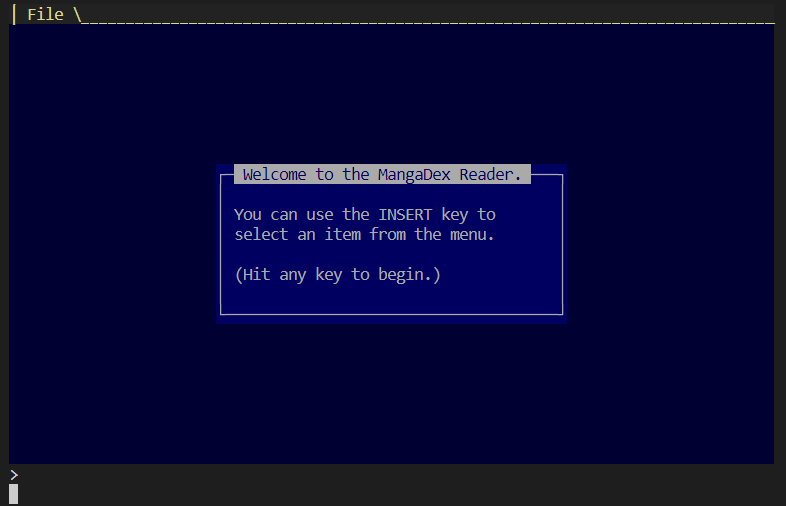 File \
Welcome to the MangaDex Reader.
You can use the INSERT key to
select an item from the menu.
(Hit any key to begin.)
>